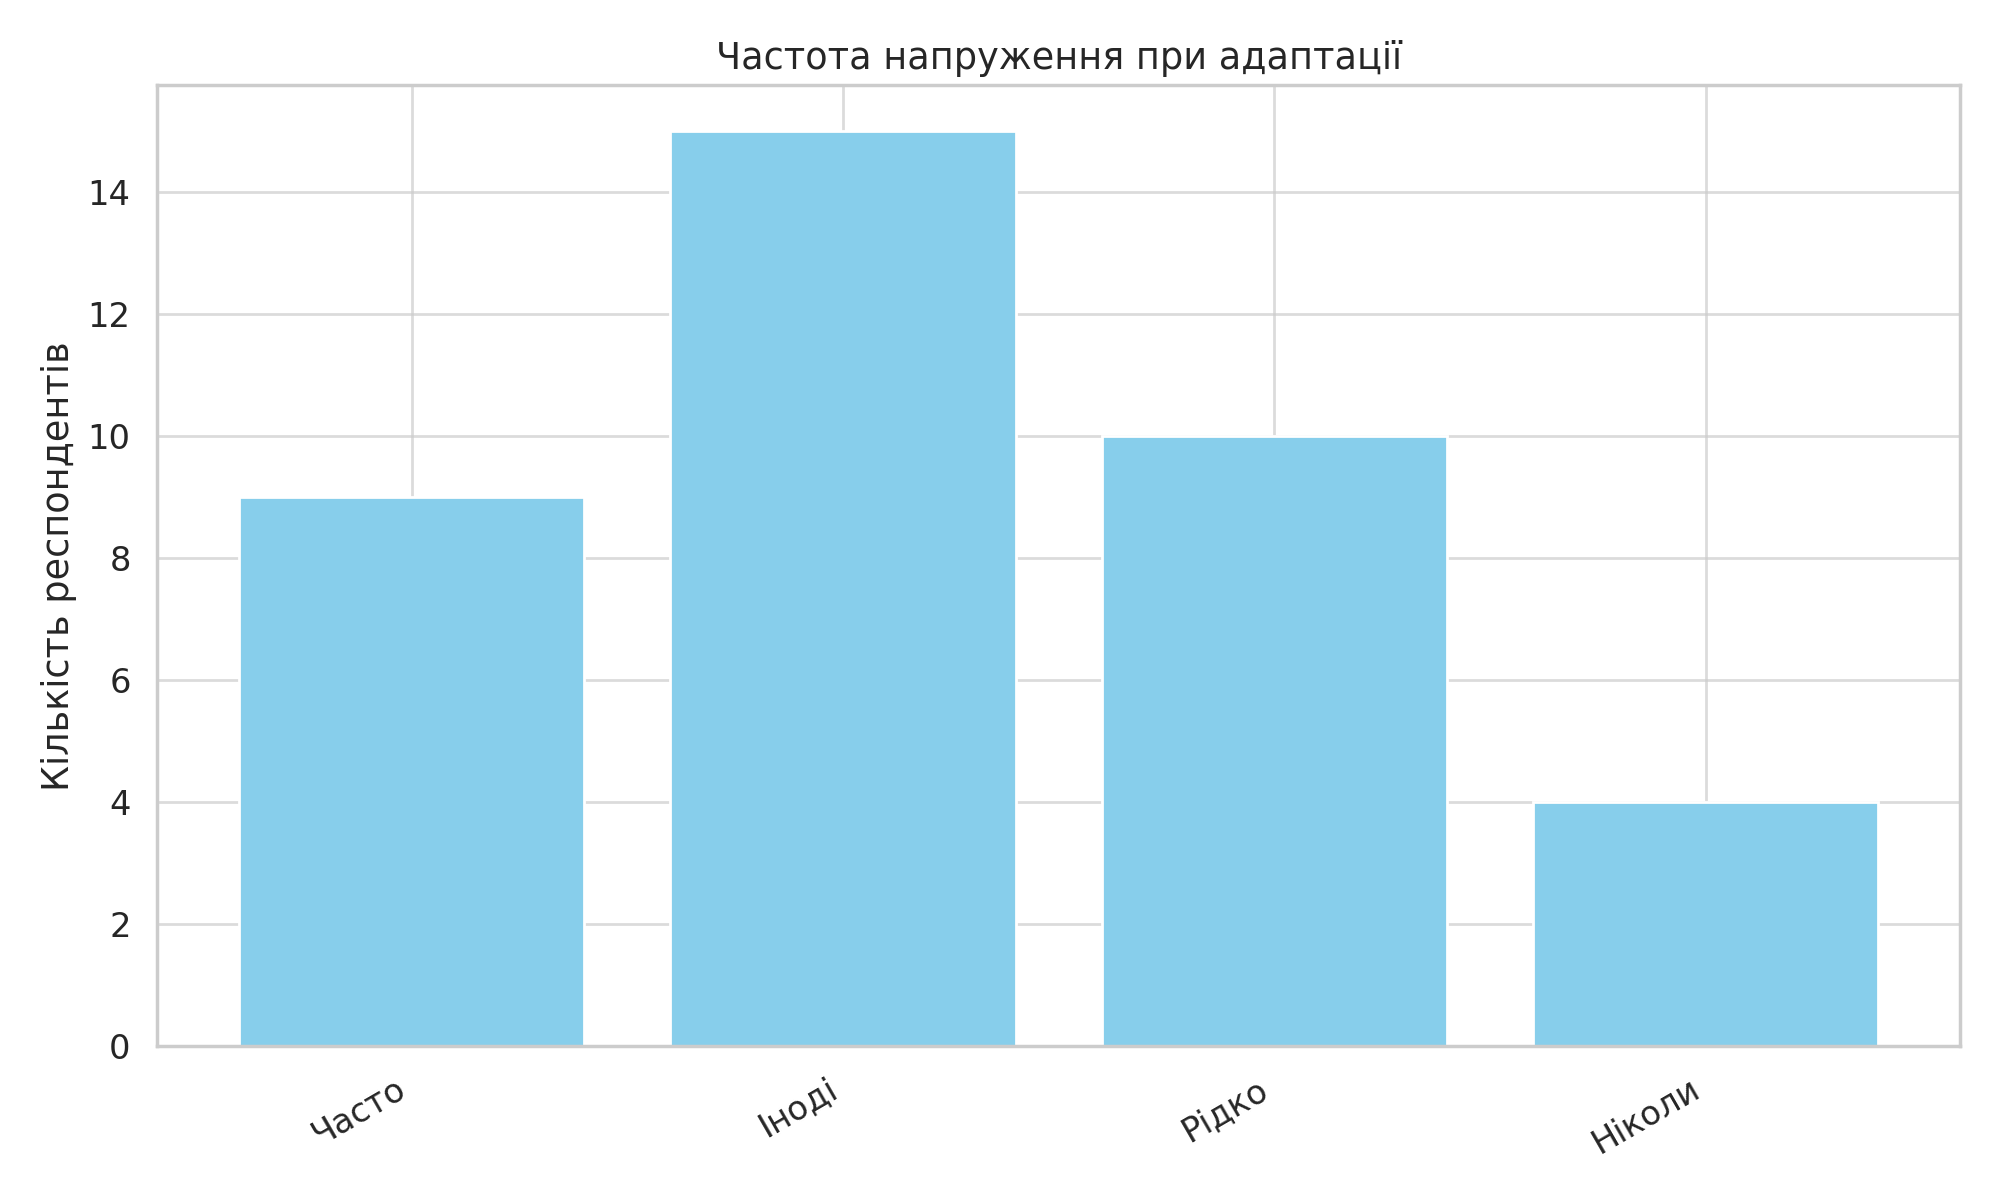 Частота напруження при адаптації
Кількість респондентів
14
12
10
8
6
4
2
0
Часто
Іноді
Рідко
Ніколи